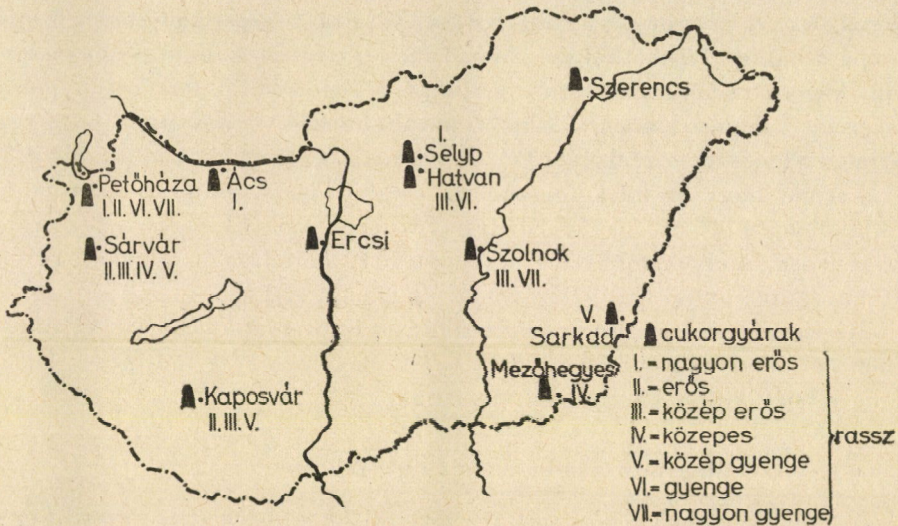 Szerencs
I.
Selyp
Hatvan
III. VI.
Petőháza
I. II. VI. VII.
Ács
I.
Sárvár
II. III. IV. V.
Ercsi
Szolnok
III. VII.
V.
Sarkad
Mezőhegyes
IV.
Kaposvár
II. III. V.
cukorgyárak
I. = nagyon erős
II. = erős
III. = közép erős
IV. = közepes
V. = közép gyenge
VI. = gyenge
VII. = nagyon gyenge
rassz